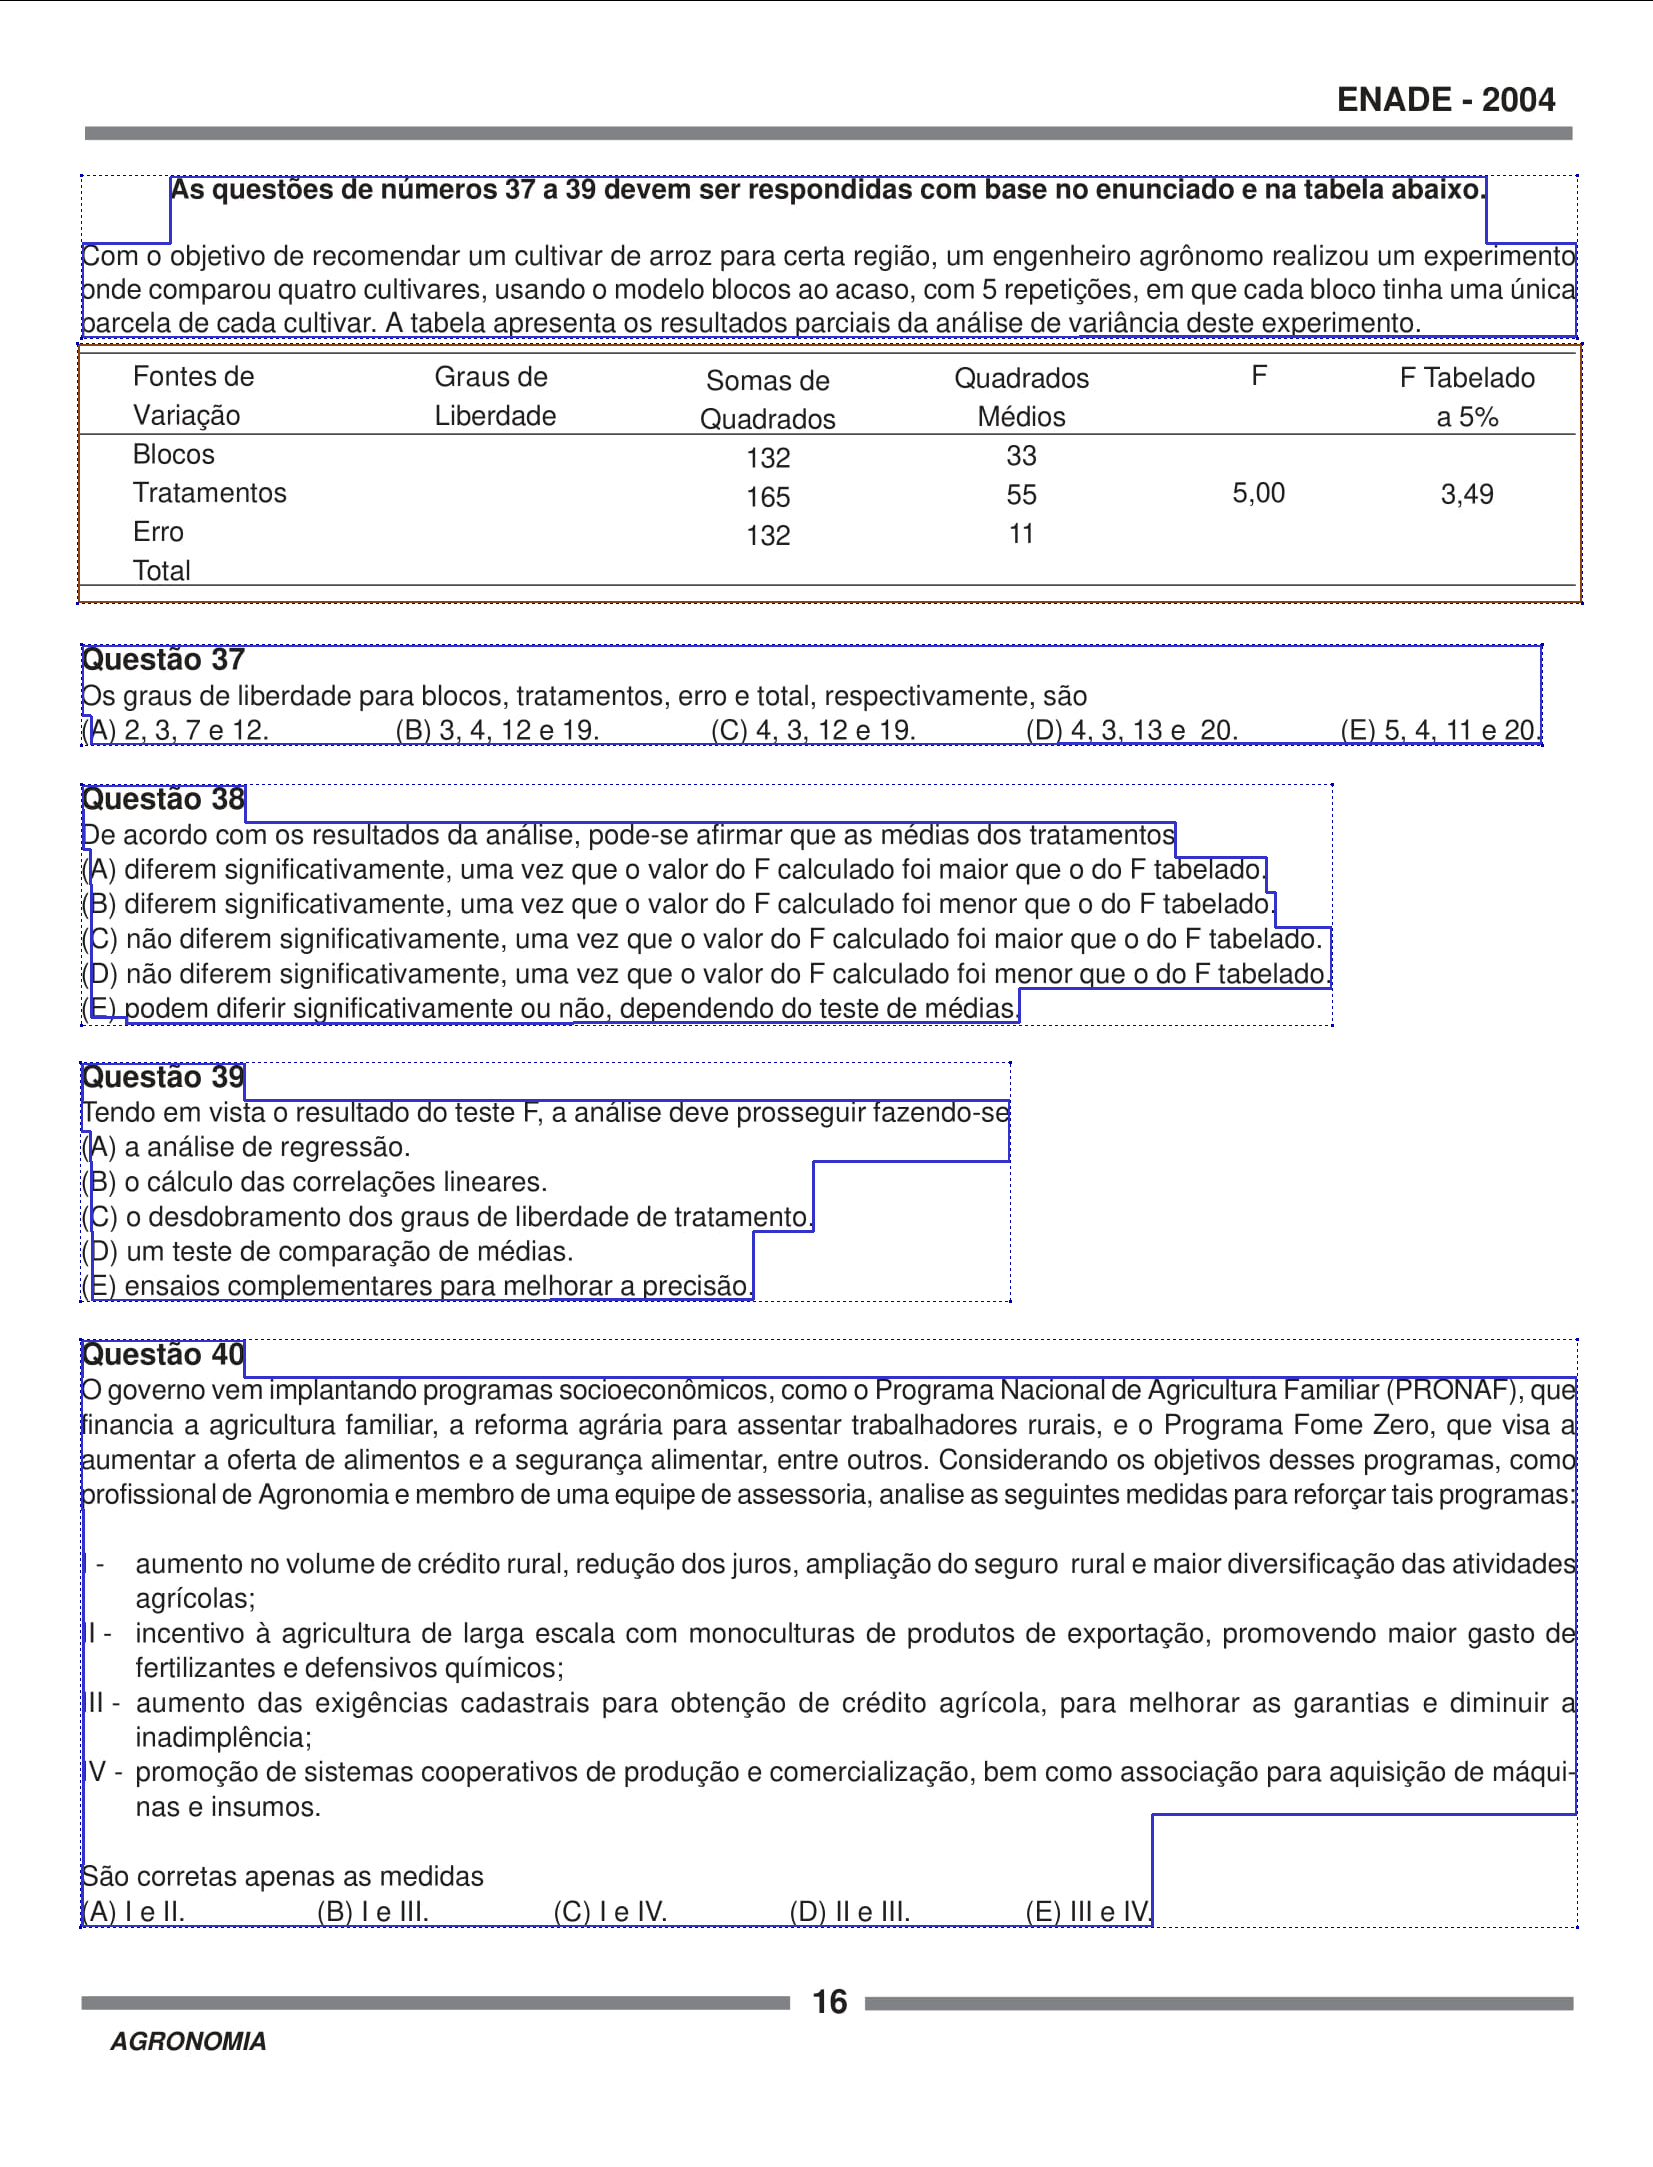 ENADE - 2004
As questões de números 37 a 39 devem ser respondidas com base no enunciado e na tabela abaixo.
Com o objetivo de recomendar um cultivar de arroz para certa região, um engenheiro agrônomo realizou um experimento
onde comparou quatro cultivares, usando o modelo blocos ao acaso, com 5 repetições, em que cada bloco tinha uma única
parcela de cada cultivar. A tabela apresenta os resultados parciais da análise de variância deste experimento.
Fontes de Graus de Somas de Quadrados F F Tabelado
Variação Liberdade Quadrados Médios a 5%
Blocos 132 33
Tratamentos 165 55 5,00 3,49
Erro 132 11
Total
Questão 37
Os graus de liberdade para blocos, tratamentos, erro e total, respectivamente, são
(A) 2, 3, 7 e 12. (B) 3, 4, 12 e 19. (C) 4, 3, 12 e 19. (D) 4, 3, 13 e 20. (E) 5, 4, 11 e 20.
Questão 38
De acordo com os resultados da análise, pode-se afirmar que as médias dos tratamentos
(A) diferem significativamente, uma vez que o valor do F calculado foi maior que o do F tabelado.
(B) diferem significativamente, uma vez que o valor do F calculado foi menor que o do F tabelado.
(C) não diferem significativamente, uma vez que o valor do F calculado foi maior que o do F tabelado.
(D) não diferem significativamente, uma vez que o valor do F calculado foi menor que o do F tabelado.
(E) podem diferir significativamente ou não, dependendo do teste de médias.
Questão 39
Tendo em vista o resultado do teste F, a análise deve prosseguir fazendo-se
(A) a análise de regressão.
(B) o cálculo das correlações lineares.
(C) o desdobramento dos graus de liberdade de tratamento.
(D) um teste de comparação de médias.
(E) ensaios complementares para melhorar a precisão.
Questão 40
O governo vem implantando programas socioeconômicos, como o Programa Nacional de Agricultura Familiar (PRONAF), que
financia a agricultura familiar, a reforma agrária para assentar trabalhadores rurais, e o Programa Fome Zero, que visa a
aumentar a oferta de alimentos e a segurança alimentar, entre outros. Considerando os objetivos desses programas, como
profissional de Agronomia e membro de uma equipe de assessoria, analise as seguintes medidas para reforçar tais programas:
I - aumento no volume de crédito rural, redução dos juros, ampliação do seguro rural e maior diversificação das atividades
agrícolas;
II - incentivo à agricultura de larga escala com monoculturas de produtos de exportação, promovendo maior gasto de
fertilizantes e defensivos químicos;
III - aumento das exigências cadastrais para obtenção de crédito agrícola, para melhorar as garantias e diminuir a
inadimplência;
IV - promoção de sistemas cooperativos de produção e comercialização, bem como associação para aquisição de máqui-
nas e insumos.
São corretas apenas as medidas
(A) I e II. (B) I e III. (C) I e IV. (D) II e III. (E) III e IV.
16
AGRONOMIA